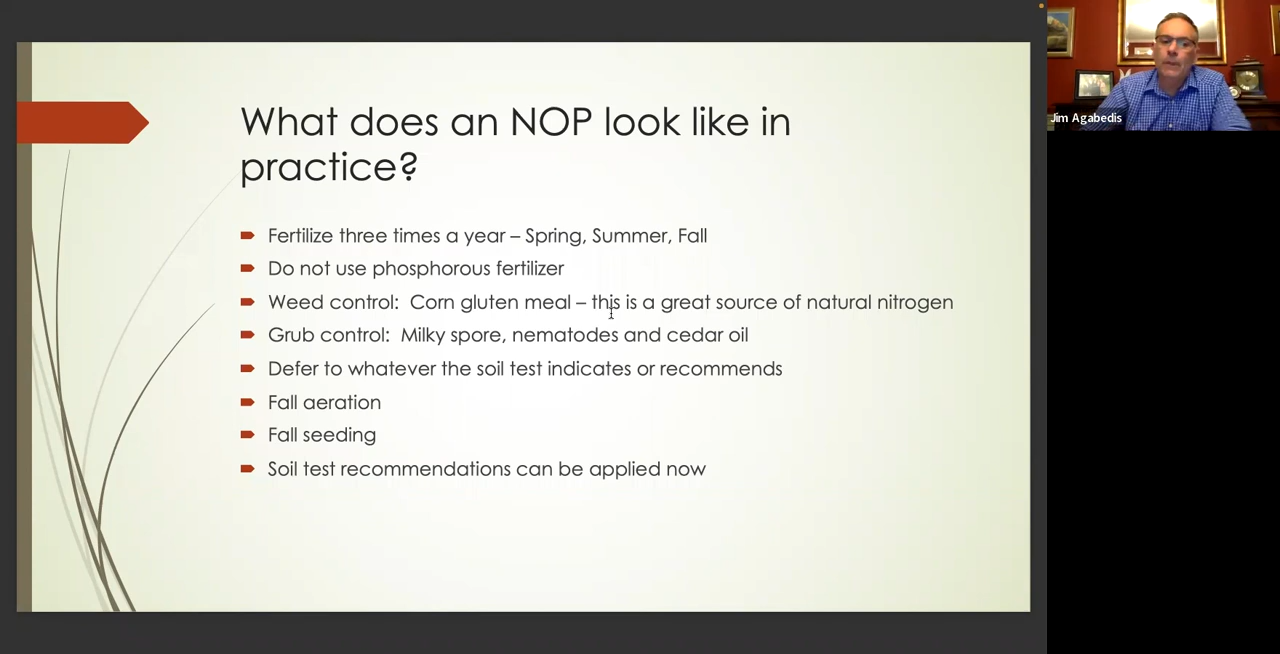 What does an NOP look like in
practice?
Fertilize three times a year – Spring, Summer, Fall
Do not use phosphorous fertilizer
Weed control:  Corn gluten meal – this is a great source of natural nitrogen
Grub control:  Milky spore, nematodes and cedar oil
Defer to whatever the soil test indicates or recommends
Fall aeration
Fall seeding
Soil test recommendations can be applied now
Jim Agabedis